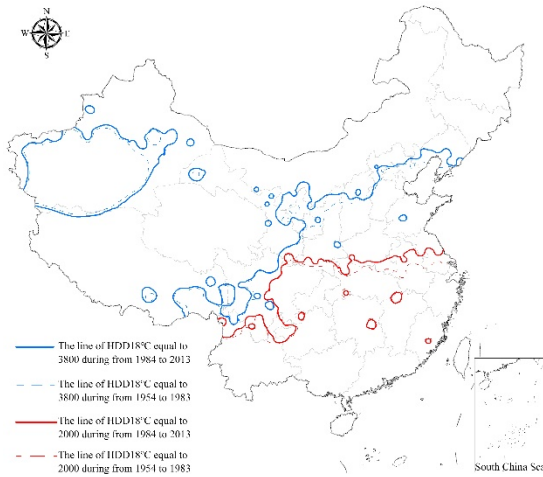 N
W
E
S
The line of HDD18°C equal to
3800 during from 1984 to 2013
The line of HDD18°C equal to
3800 during from 1954 to 1983
The line of HDD18°C equal to
2000 during from 1984 to 2013
The line of HDD18°C equal to
2000 during from 1954 to 1983
South China Sea